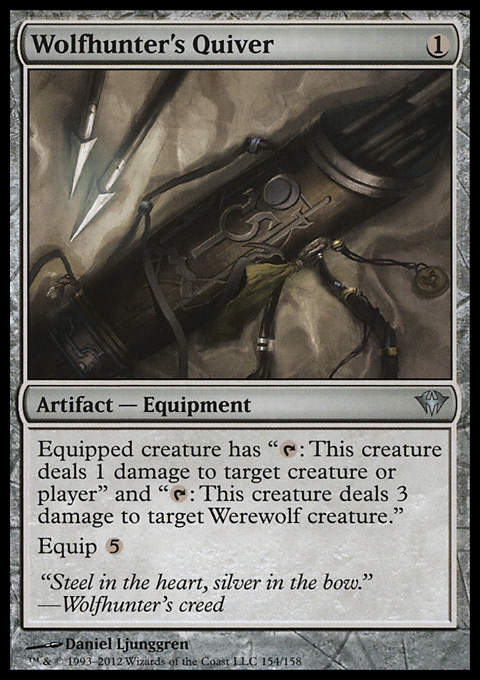 Wolfhunter's Quiver 1
Artifact — Equipment
Equipped creature has “: This creature
deals 1 damage to target creature or
player” and “: This creature deals 3
damage to target Werewolf creature.”
Equip 5
“Steel in the heart, silver in the bow.”
—Wolfhunter's creed
Daniel Ljunggren
™ & © 1993–2012 Wizards of the Coast LLC 154/158